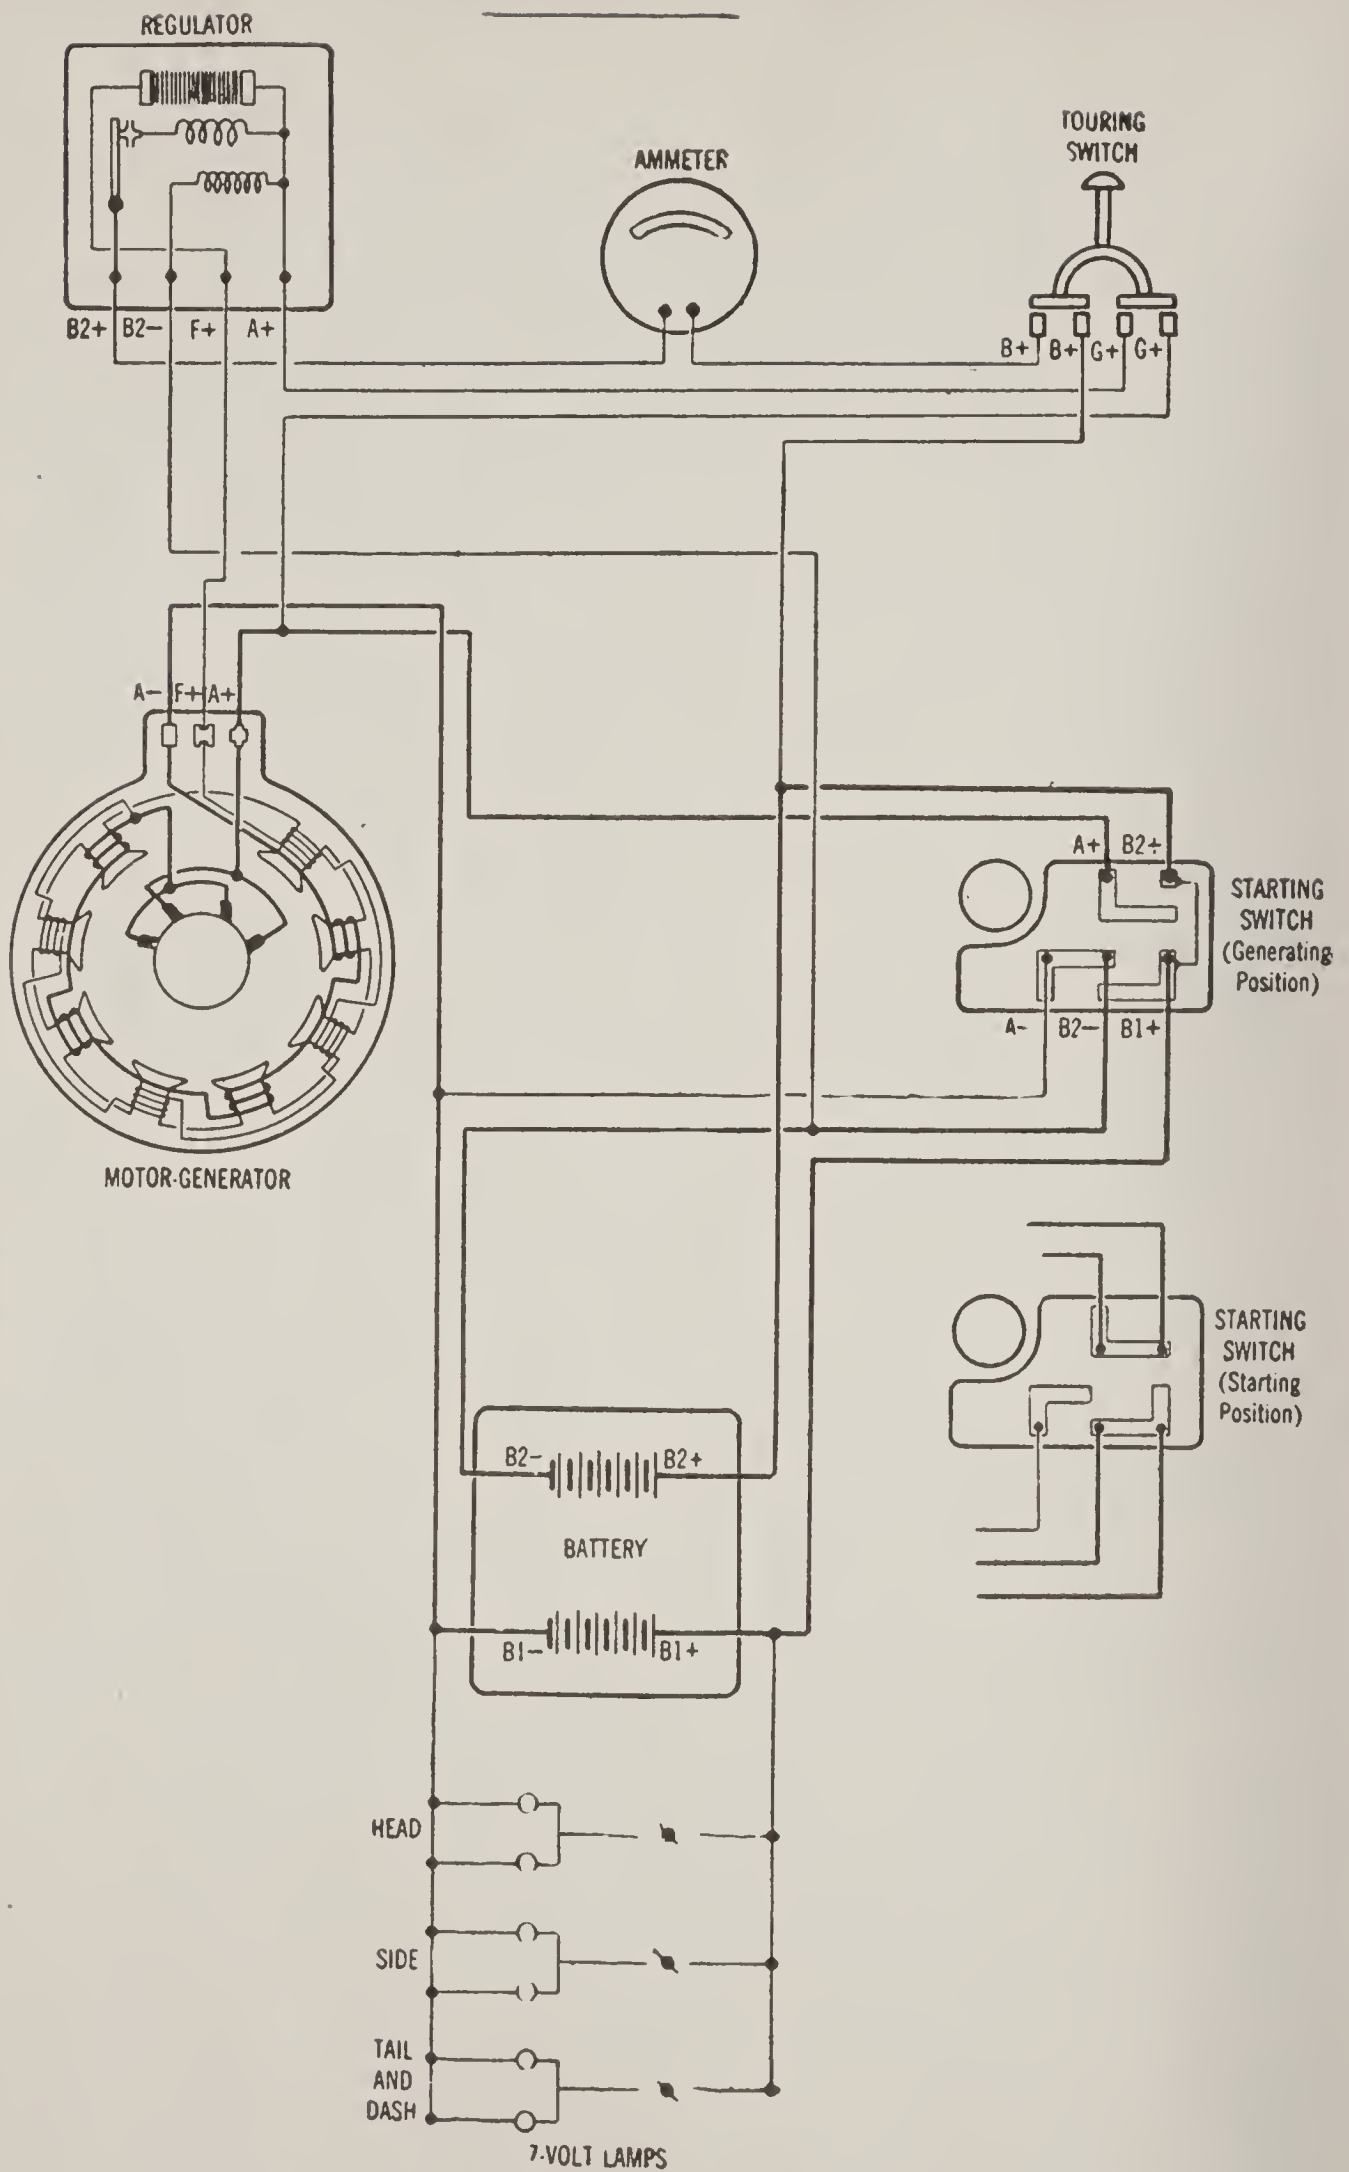 REGULATOR
AMMETER
TOURING
SWITCH
B2+ B2− F+ A+
B+ B+ G+ G+
A− F+ A+
A+ B2+
STARTING
SWITCH
(Generating
Position)
A- B2− B1+
MOTOR-GENERATOR
STARTING
SWITCH
(Starting
Position)
B2− B2+
BATTERY
B1− B1+
HEAD
SIDE
TAIL
AND
DASH
7-VOLT LAMPS